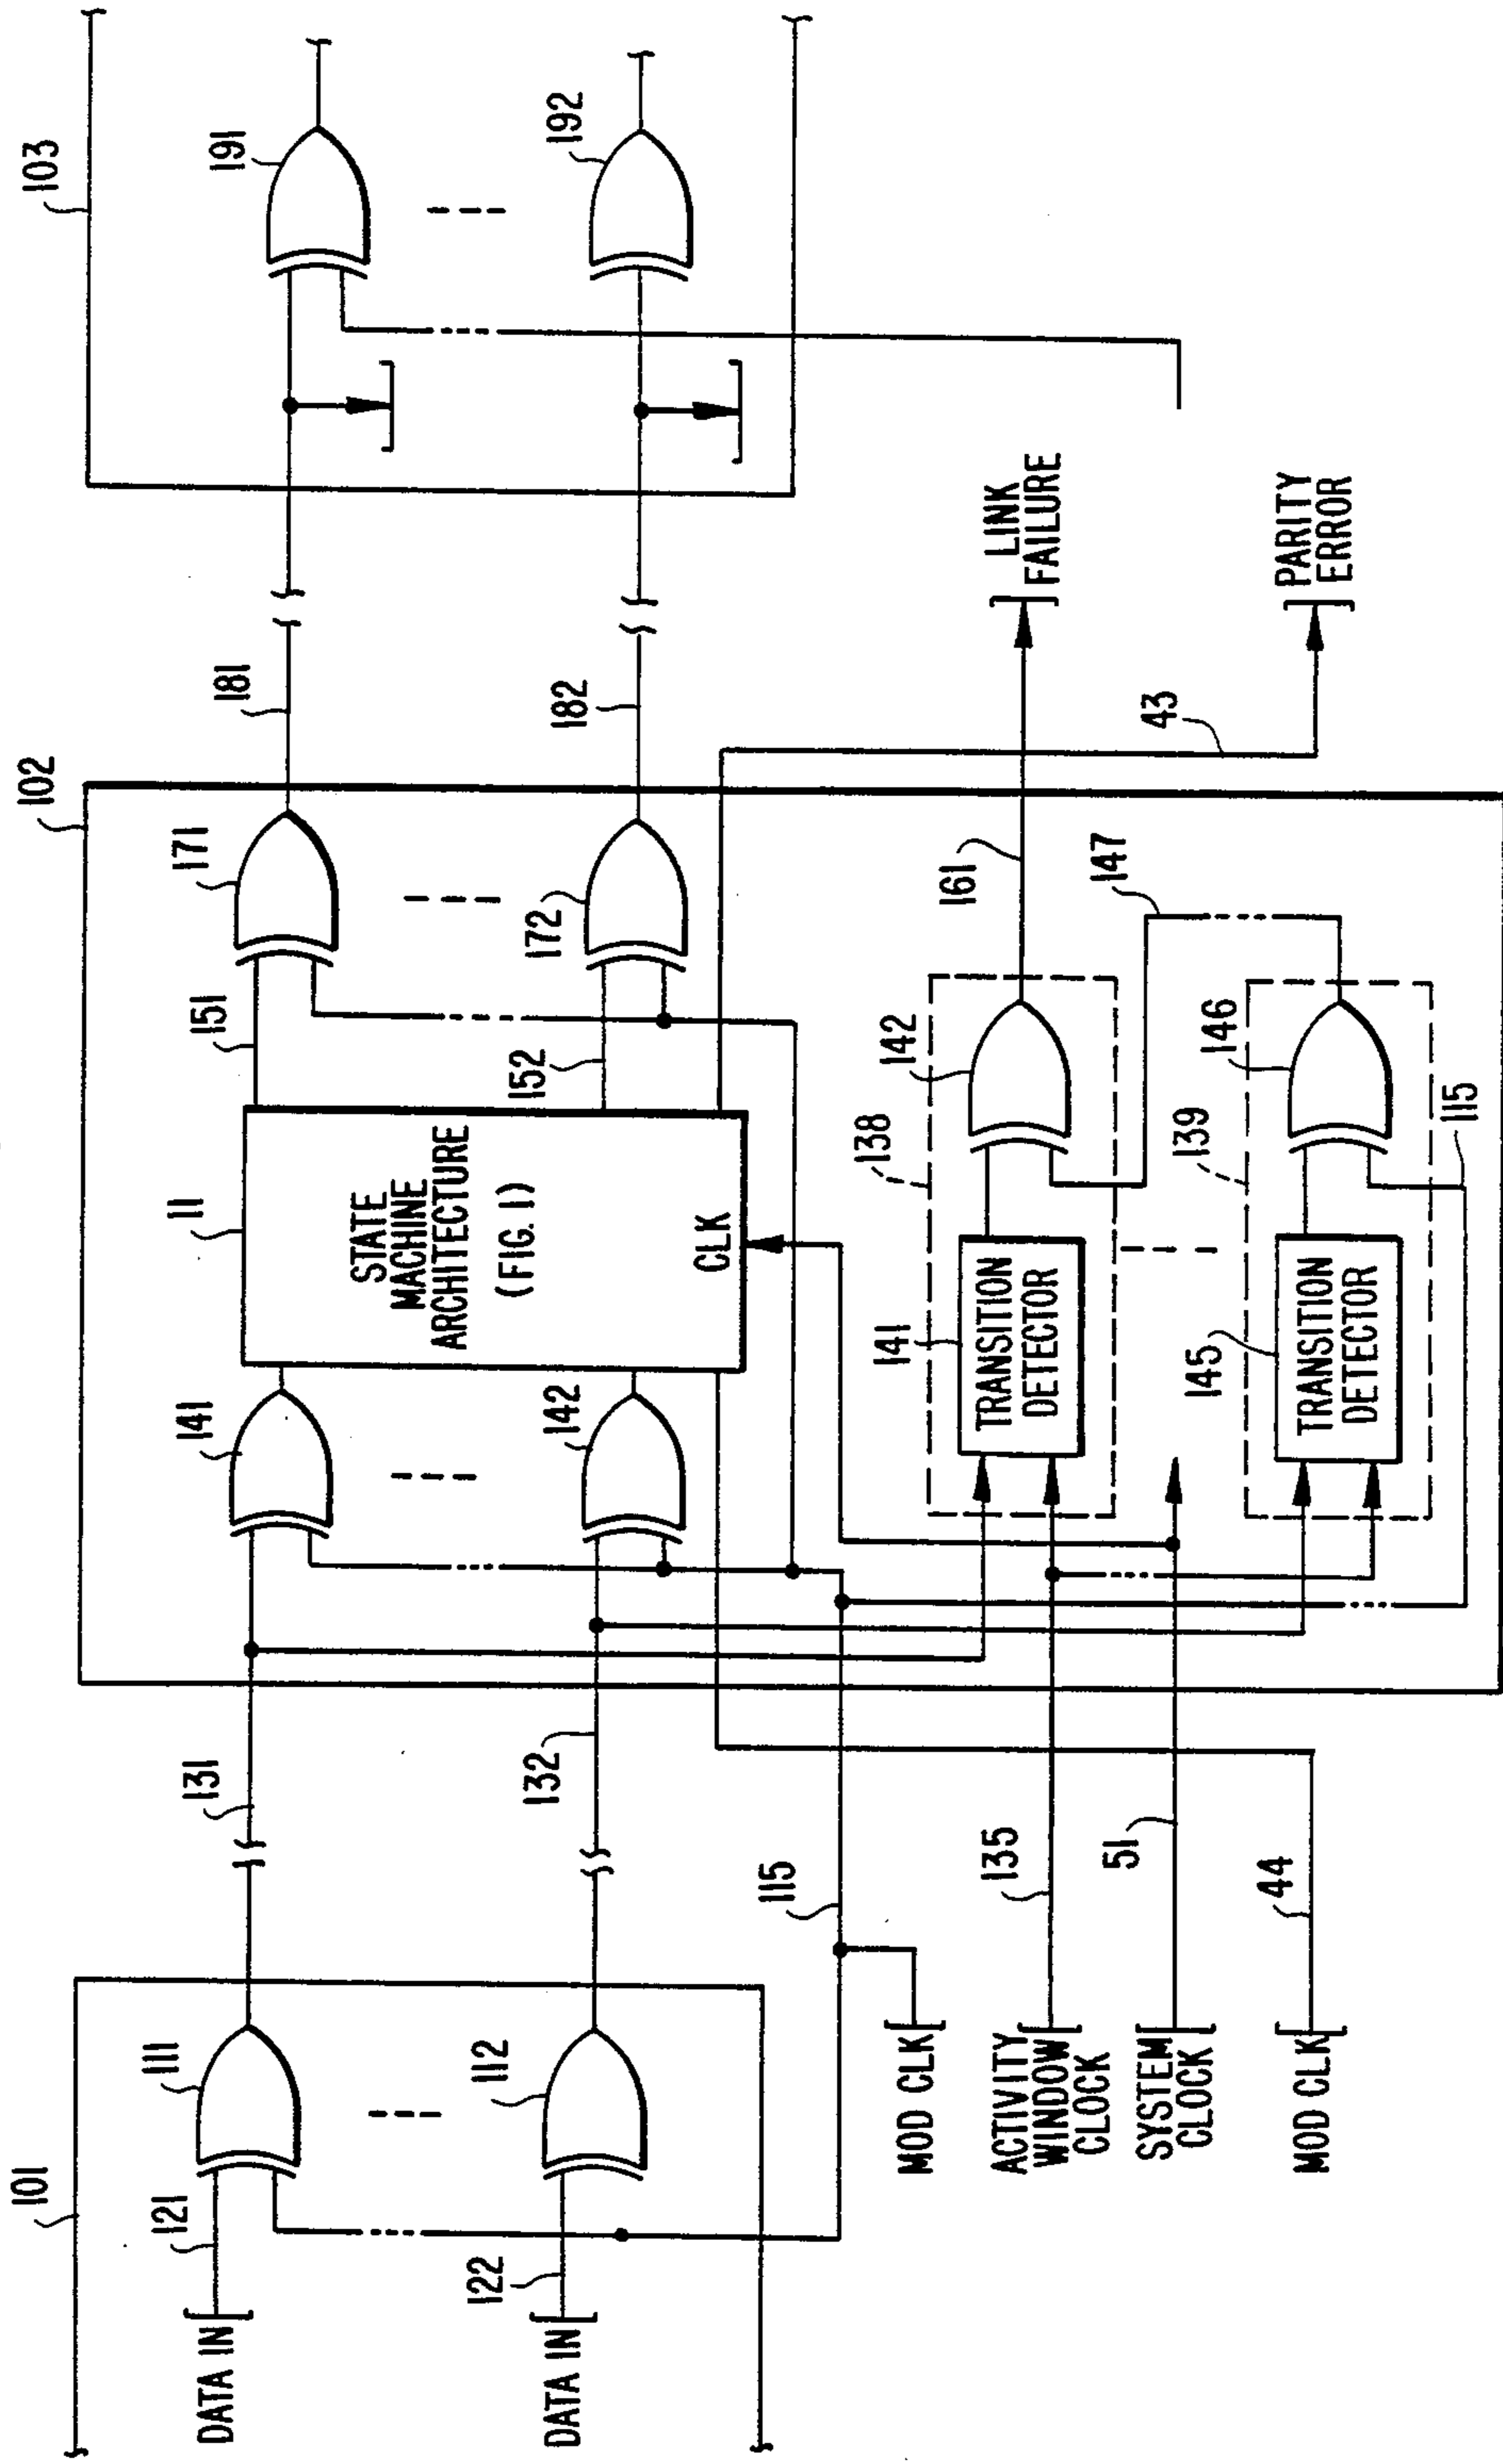 101
102
103
DATA IN
121
111
131
DATA IN
122
112
132
141
142
11
STATE
MACHINE
ARCHITECTURE
(FIG. 1)
CLK
151
152
171
172
181
182
191
192
115
MOD CLK
ACTIVITY
WINDOW
CLOCK
135
SYSTEM
CLOCK
51
MOD CLK
44
138
141
TRANSITION
DETECTOR
142
161
LINK
FAILURE
139
145
TRANSITION
DETECTOR
146
147
115
43
PARITY
ERROR